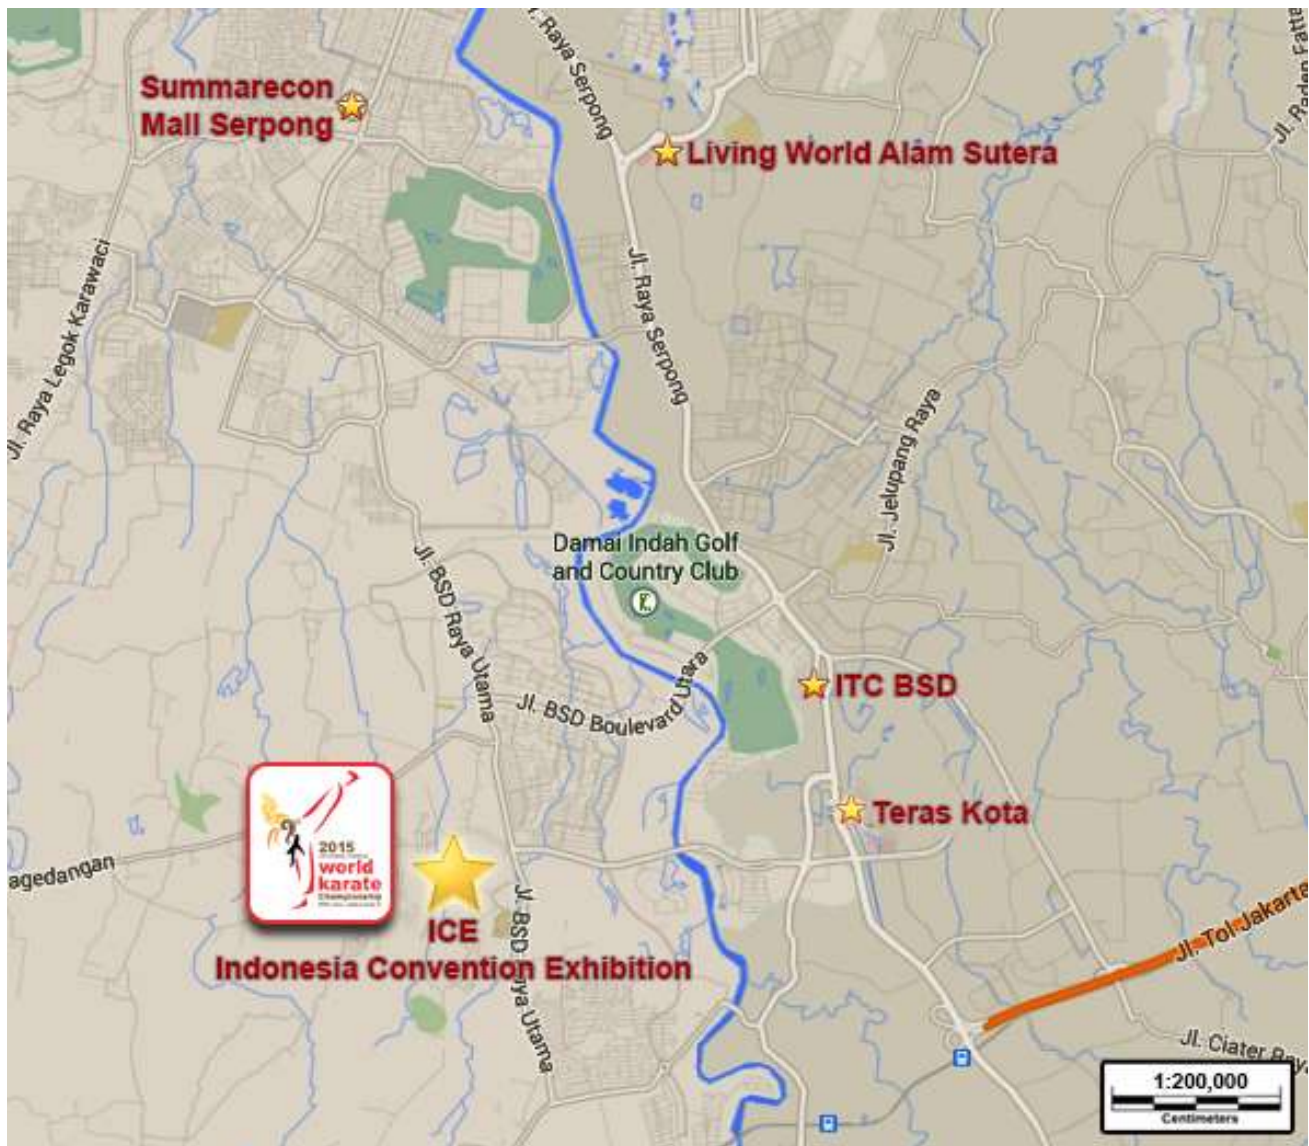 Jl. Raya Serpong
Summarecon
Mall Serpong
Living World Alam Sutera
Jl. Raya Legok Karawaci
Jl. Raya Serpong
Jl. Jelupang Raya
Damai Indah Golf
and Country Club
Jl. BSD Raya Utama
Jl. BSD Boulevard Utara
ITC BSD
Teras Kota
2015
world
karate
Championship
agedangan
ICE
Indonesia Convention Exhibition
Jl. BSD Raya Utama
Jl. Tol Jakarta
Jl. Ciater Raya
1:200,000
Centimeters